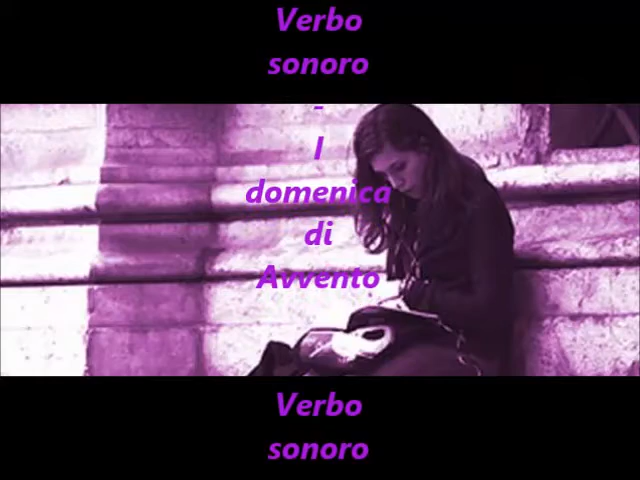 Verbo
sonoro
-
I
domenica
di
Avvento
Verbo
sonoro